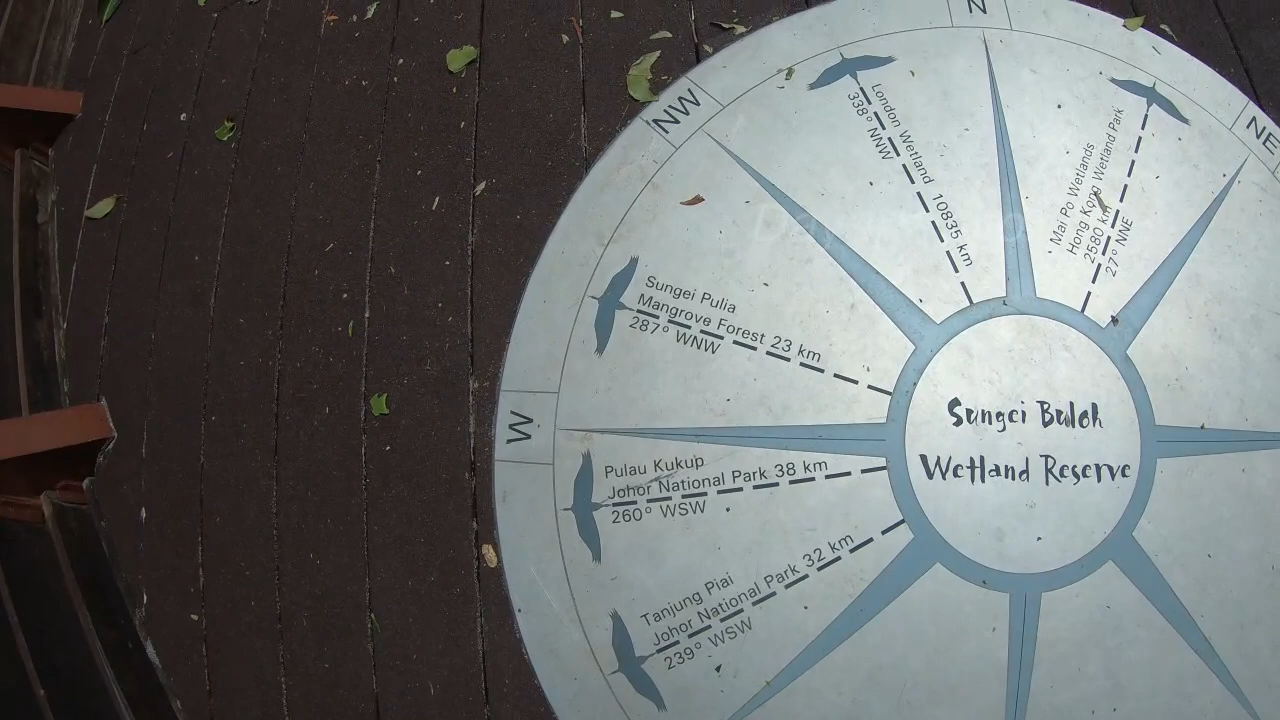 N
NE
NW
W
London Wetland 10835 km
338° NNW
Mai Po Wetlands
Hong Kong Wetland Park
2580 km
27° NNE
Sungei Pulia
Mangrove Forest 23 km
287° WNW
Sungei Buloh
Wetland Reserve
Pulau Kukup
Johor National Park 38 km
260° WSW
Tanjung Piai
Johor National Park 32 km
239° WSW